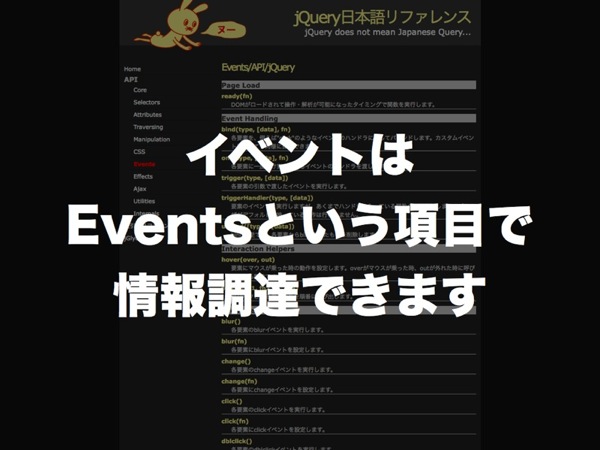 ヌー
jQuery日本語リファレンス
jQuery does not mean Japanese Query...
Home
API
Core
Selectors
Attributes
Traversing
Manipulation
CSS
Events
Effects
Ajax
Utilities
Events/API/jQuery
Page Load
ready(fn)
DOMがロードされて操作・解析が可能になったタイミングで関数を実行します。
Event Handling
bind(type, [data], fn)
イベントは
Eventsという項目で
情報調達できます
trigger(type, [data])
各要素の引数で渡したイベントを実行します。
triggerHandler(type, [data])
Interaction Helpers
hover(over, out)
blur()
各要素のblurイベントを実行します。
blur(fn)
各要素にblurイベントを設定します。
change()
各要素のchangeイベントを実行します。
change(fn)
各要素にchangeイベントを設定します。
click()
各要素のclickイベントを実行します。
click(fn)
各要素にclickイベントを設定します。
dblclick()